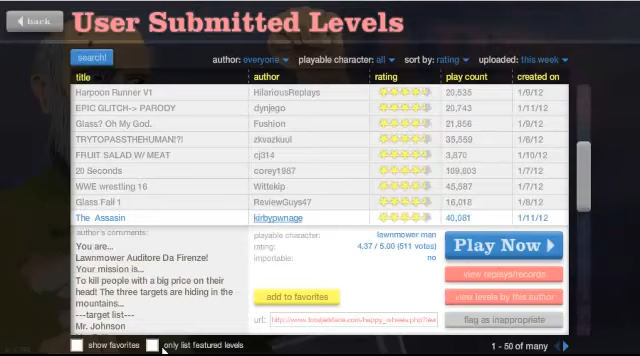 back
User Submitted Levels
search!
author: everyone playable character: all sort by: rating uploaded: this week
title author rating play count created on
Harpoon Runner V1 HilariousReplays 20,535 1/9/12
EPIC GLITCH-> PARODY dynjego 20,743 1/11/12
Glass? Oh My God. Fushion 21,856 1/9/12
TRYTOPASSTHEHUMAN!?! zkvazkuul 35,559 1/6/12
FRUIT SALAD W/ MEAT cj314 3,870 1/10/12
20 Seconds corey1987 169,603 1/7/12
WWE wrestling 16 Wittekip 45,587 1/7/12
Glass Fall 1 ReviewGuys47 16,018 1/8/12
The Assasin kirbypwnage 40,081 1/11/12
author's comments:
You are...
Lawnmower Auditore Da Firenze!
Your mission is...
To kill people with a big price on their
head! The three targets are hiding in the
mountains...
---target list---
Mr. Johnson
playable character: lawnmower man
rating: 4.37 / 5.00 (511 votes)
importable: no
add to favorites
url:
Play Now
view replays/records
view levels by this author
flag as inappropriate
show favorites only list featured levels
1 - 50 of many